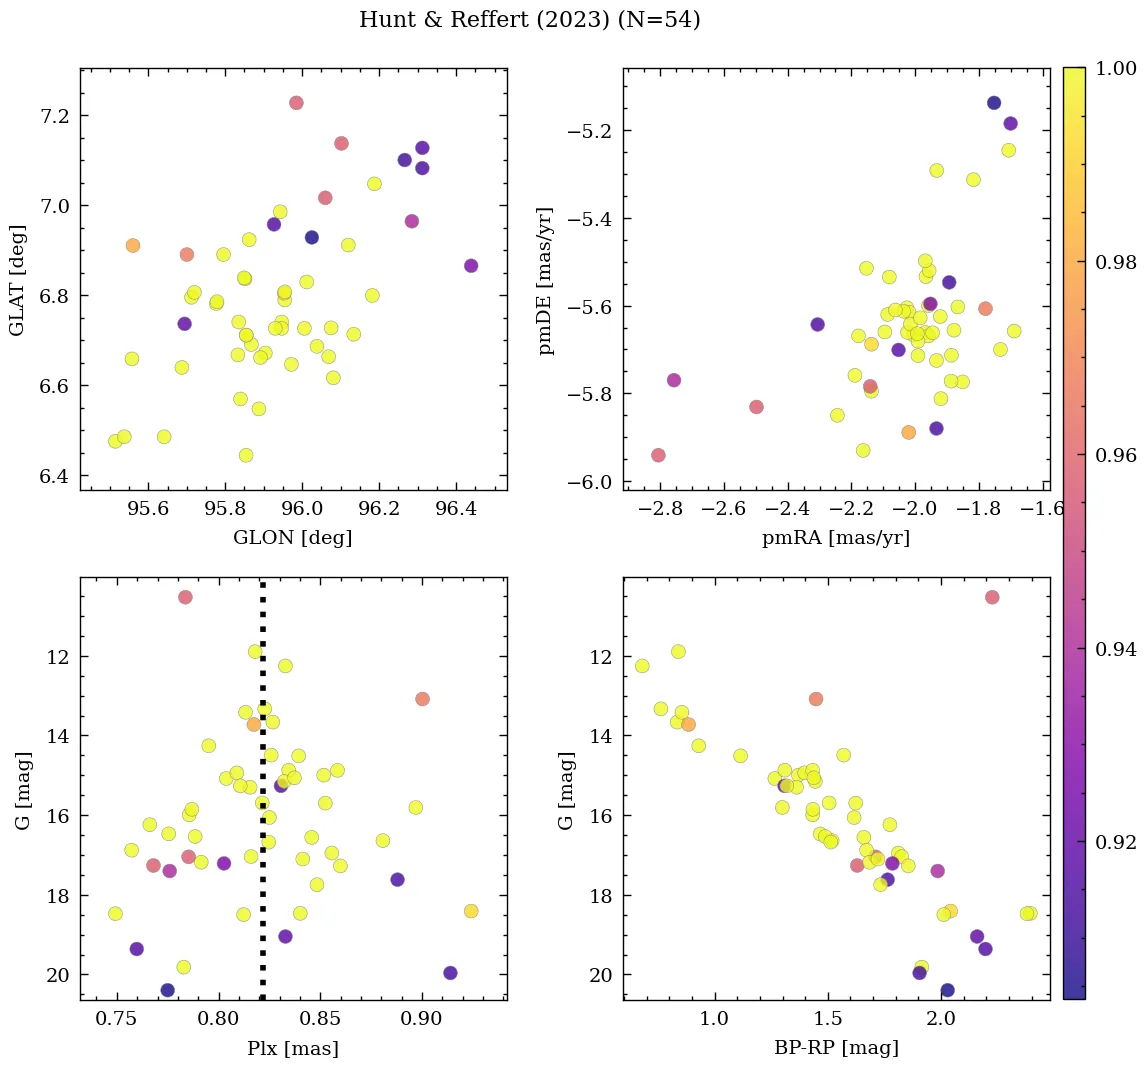 Hunt & Reffert (2023) (N=54)
7.2
7.0
6.8
6.6
6.4
GLAT [deg]
95.6 95.8 96.0 96.2 96.4
GLON [deg]
−5.2
−5.4
−5.6
−5.8
−6.0
pmDE [mas/yr]
−2.8 −2.6 −2.4 −2.2 −2.0 −1.8 −1.6
pmRA [mas/yr]
12
14
16
18
20
G [mag]
0.75 0.80 0.85 0.90
Plx [mas]
12
14
16
18
20
G [mag]
1.0 1.5 2.0
BP-RP [mag]
1.00
0.98
0.96
0.94
0.92